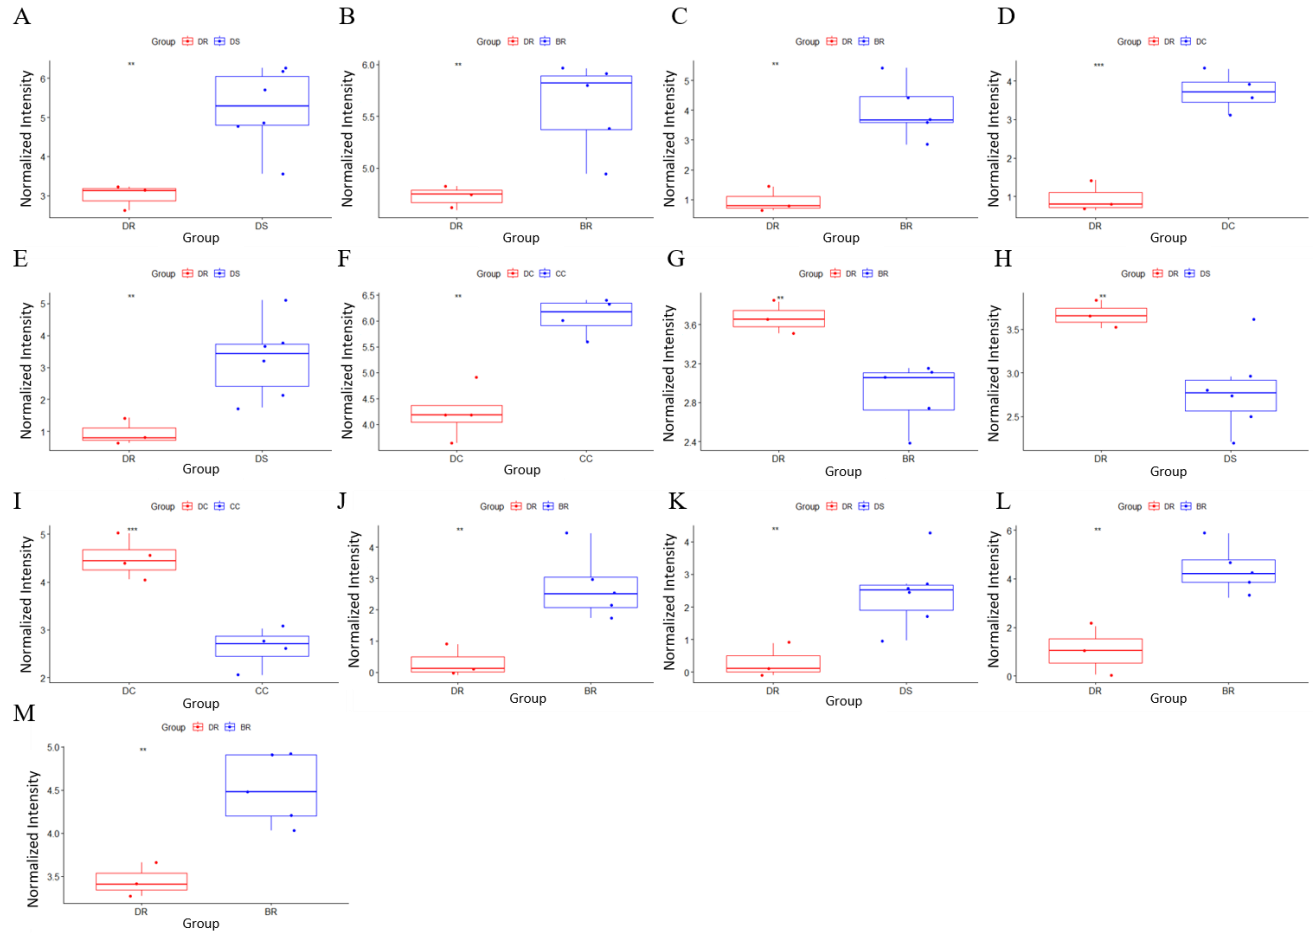 A
Group DR DS
**
Normalized Intensity
6
5
4
3
DR DS
Group
B
Group DR BR
**
Normalized Intensity
6.0
5.5
5.0
DR BR
Group
C
Group DR BR
**
Normalized Intensity
5
4
3
2
1
DR BR
Group
D
Group DR DC
***
Normalized Intensity
4
3
2
1
DR DC
Group
E
Group DR DS
**
Normalized Intensity
5
4
3
2
1
DR DS
Group
F
Group DC CC
**
Normalized Intensity
6.5
6.0
5.5
5.0
4.5
4.0
DC CC
Group
G
Group DR BR
**
Normalized Intensity
3.6
3.2
2.8
2.4
DR BR
Group
H
Group DR DS
**
Normalized Intensity
3.5
3.0
2.5
DR DS
Group
I
Group DC CC
***
Normalized Intensity
5
4
3
2
DC CC
Group
J
Group DR BR
**
Normalized Intensity
4
3
2
1
0
DR BR
Group
K
Group DR DS
**
Normalized Intensity
4
3
2
1
0
DR DS
Group
L
Group DR BR
**
Normalized Intensity
6
4
2
0
DR BR
Group
M
Group DR BR
**
Normalized Intensity
5.0
4.5
4.0
3.5
DR BR
Group